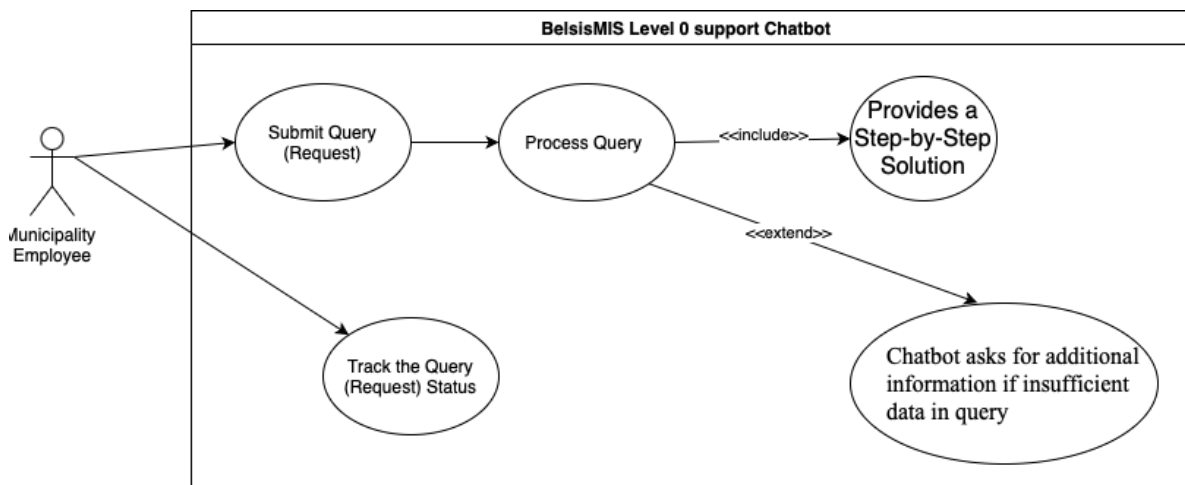 BelsisMIS Level 0 support Chatbot
Submit Query
(Request)
Process Query
<<include>>
Provides a
Step-by-Step
Solution
Municipality
Employee
<<extend>>
Track the Query
(Request) Status
Chatbot asks for additional
information if insufficient
data in query